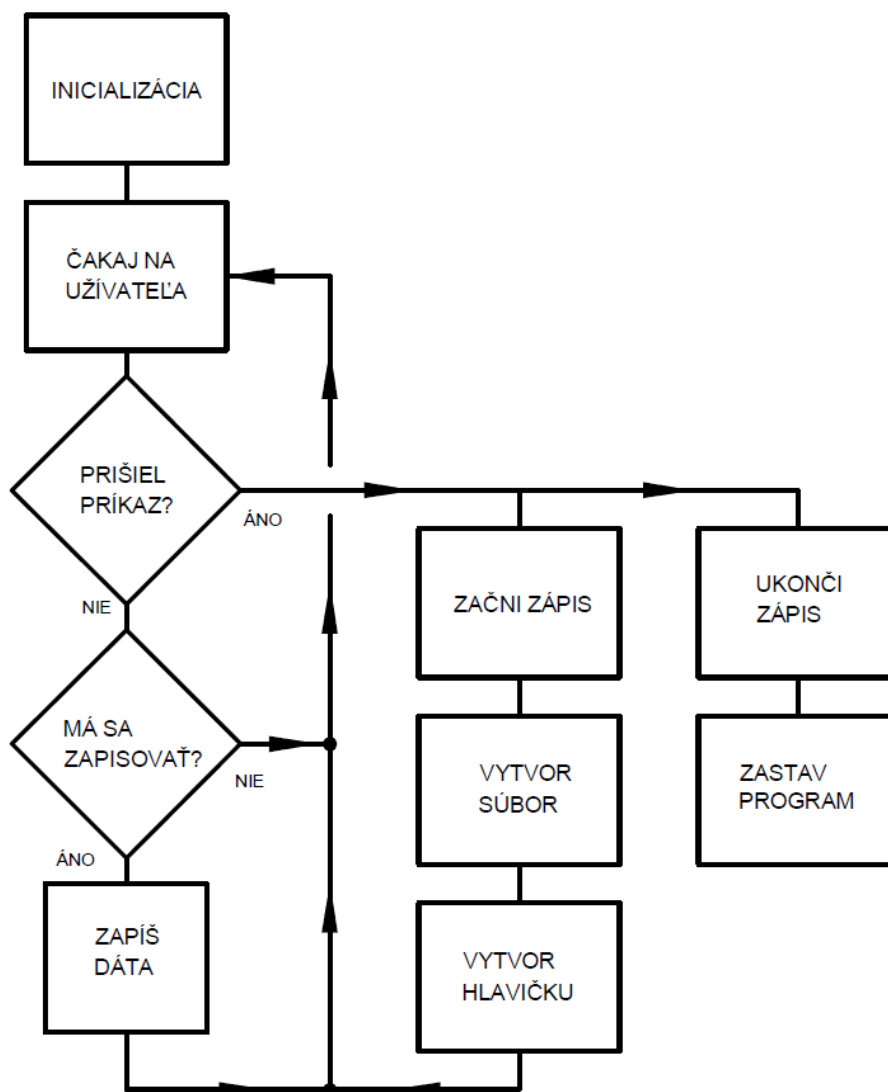 INICIALIZÁCIA
ČAKAJ NA
UŽÍVATEĽA
PRIŠIEL
PRÍKAZ?
ÁNO
NIE
MÁ SA
ZAPISOVAŤ?
NIE
ÁNO
ZAPÍŠ
DÁTA
ZAČNI ZÁPIS
VYTVOR
SÚBOR
VYTVOR
HLAVIČKU
UKONČI
ZÁPIS
ZASTAV
PROGRAM